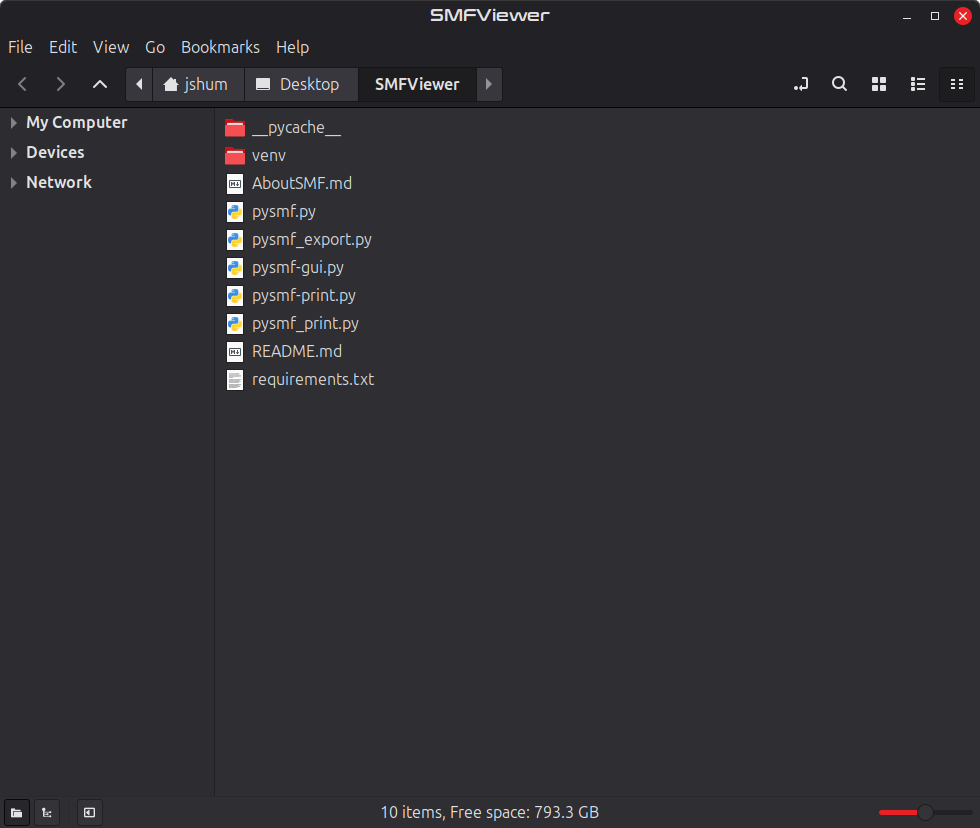 SMFViewer
File Edit View Go Bookmarks Help
jshum Desktop SMFViewer
My Computer
Devices
Network
__pycache__
venv
AboutSMF.md
pysmf.py
pysmf_export.py
pysmf-gui.py
pysmf-print.py
pysmf_print.py
README.md
requirements.txt
10 items, Free space: 793.3 GB